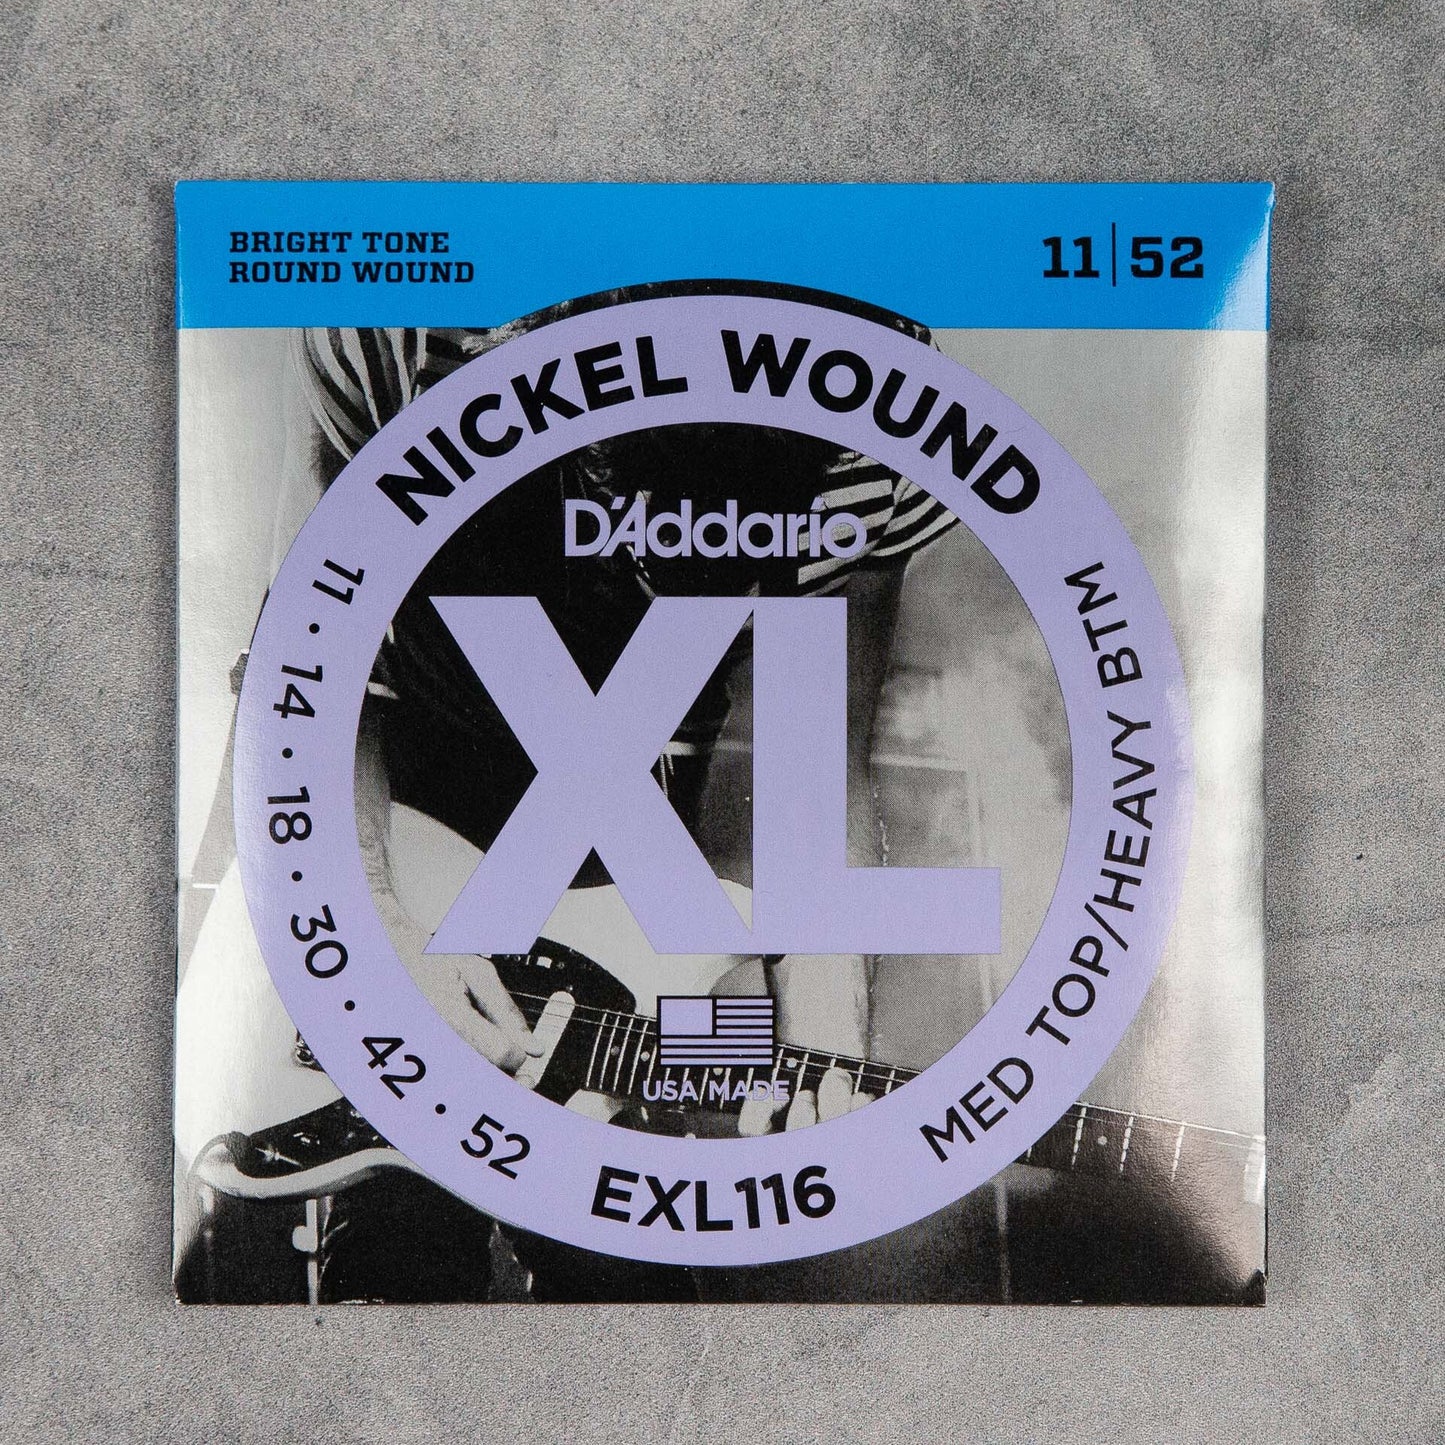 BRIGHT TONE
ROUND WOUND
11|52
NICKEL WOUND
D'Addario
XL
USA MADE
11 • 14 • 18 • 30 • 42 • 52
EXL116
MED TOP/HEAVY BTM